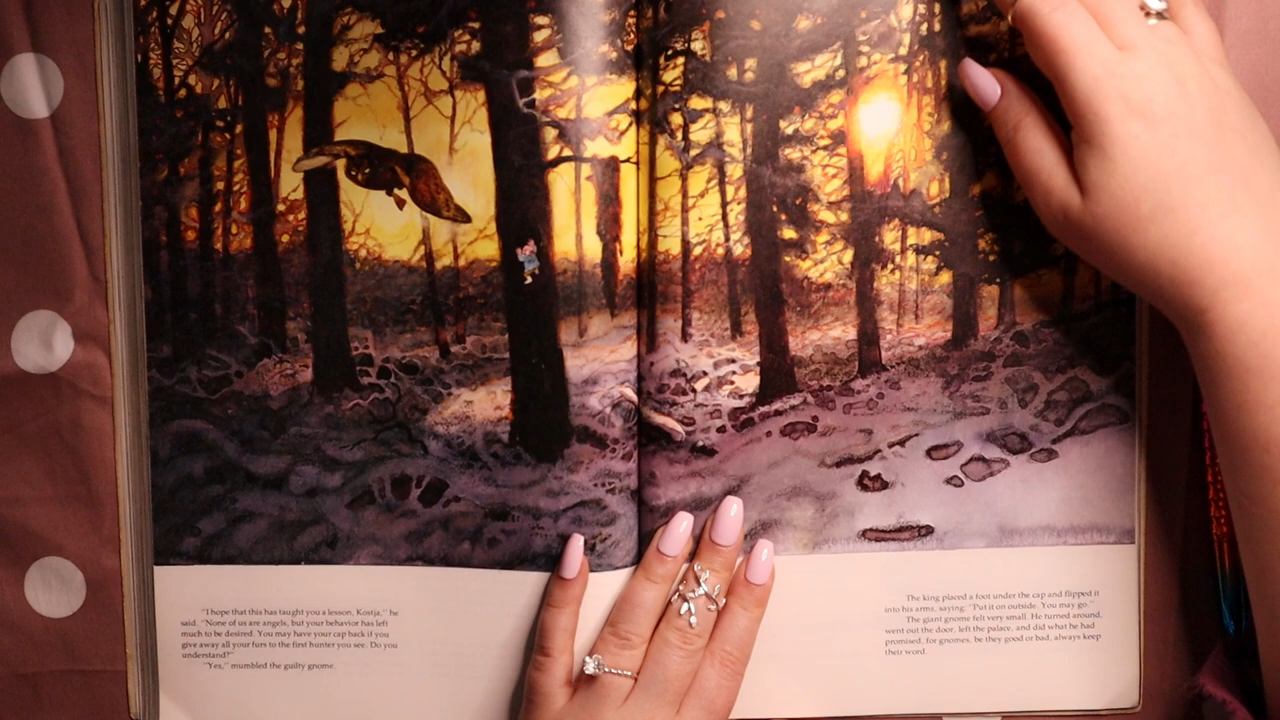 "I hope that this has taught you a lesson, Kostja," he
said. "None of us are angels, but your behavior has left
much to be desired. You may have your cap back if you
give away all your furs to the first hunter you see. Do you
understand?"
"Yes," mumbled the guilty gnome.
The king placed a foot under the cap and flipped it
into his arms, saying: "Put it on outside. You may go."
The giant gnome felt very small. He turned around,
went out the door, left the palace, and did what he had
promised, for gnomes, be they good or bad, always keep
their word.